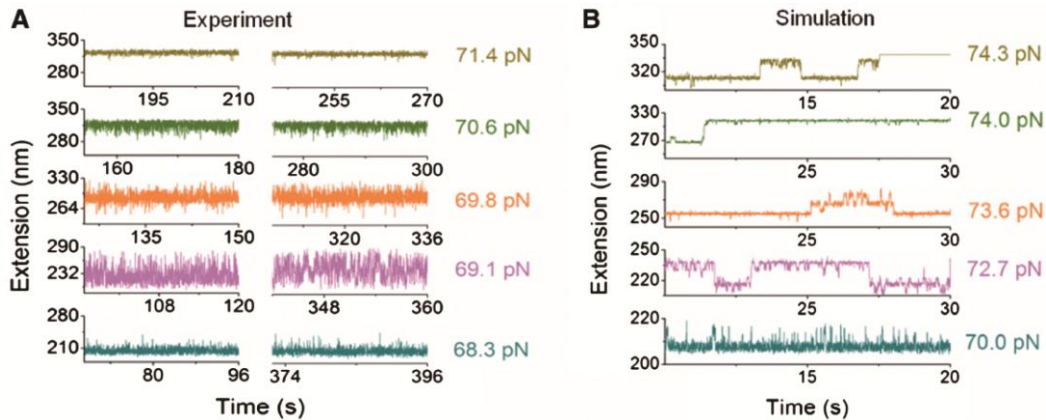 A Experiment
Extension (nm)
350
280
195 210 255 270
71.4 pN
330
280
160 180 280 300
70.6 pN
330
264
135 150 320 336
69.8 pN
290
232
108 120 348 360
69.1 pN
280
210
80 96 374 396
68.3 pN
Time (s)
B Simulation
Extension (nm)
350
320
15 20
74.3 pN
330
270
25 30
74.0 pN
290
250
25 30
73.6 pN
250
220
25 30
72.7 pN
220
200
15 20
70.0 pN
Time (s)